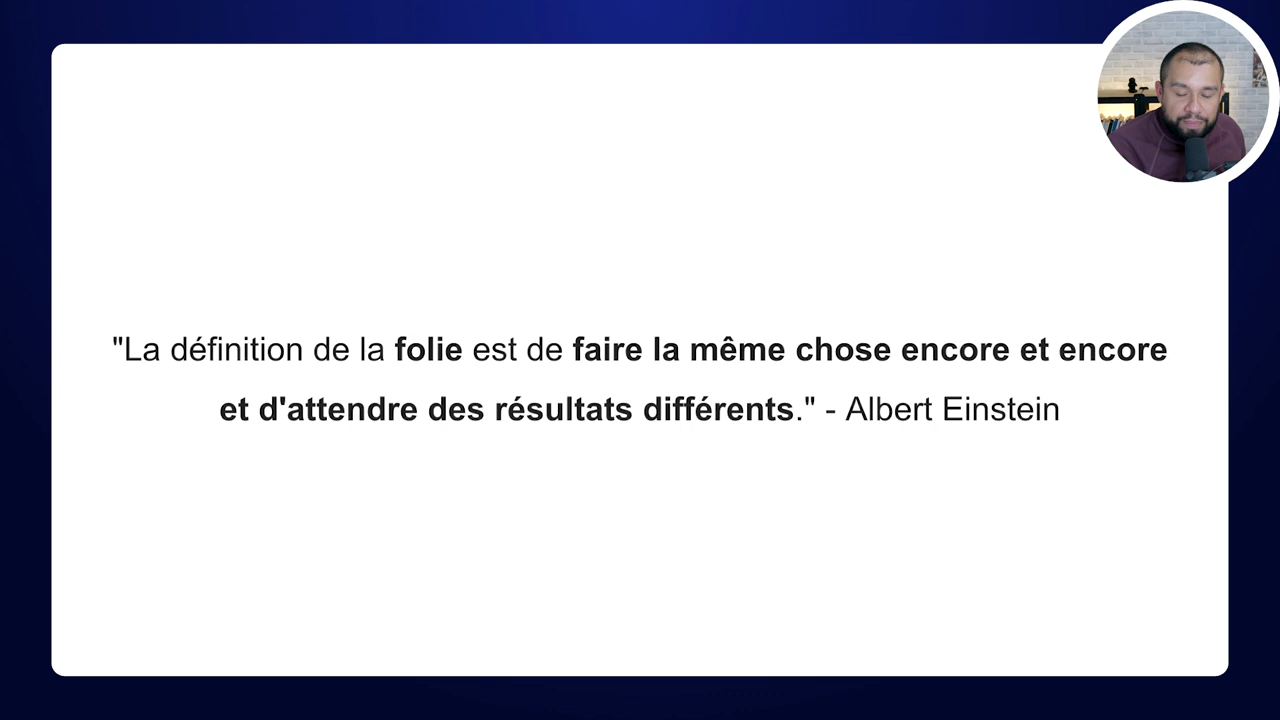 "La définition de la folie est de faire la même chose encore et encore
et d'attendre des résultats différents." - Albert Einstein